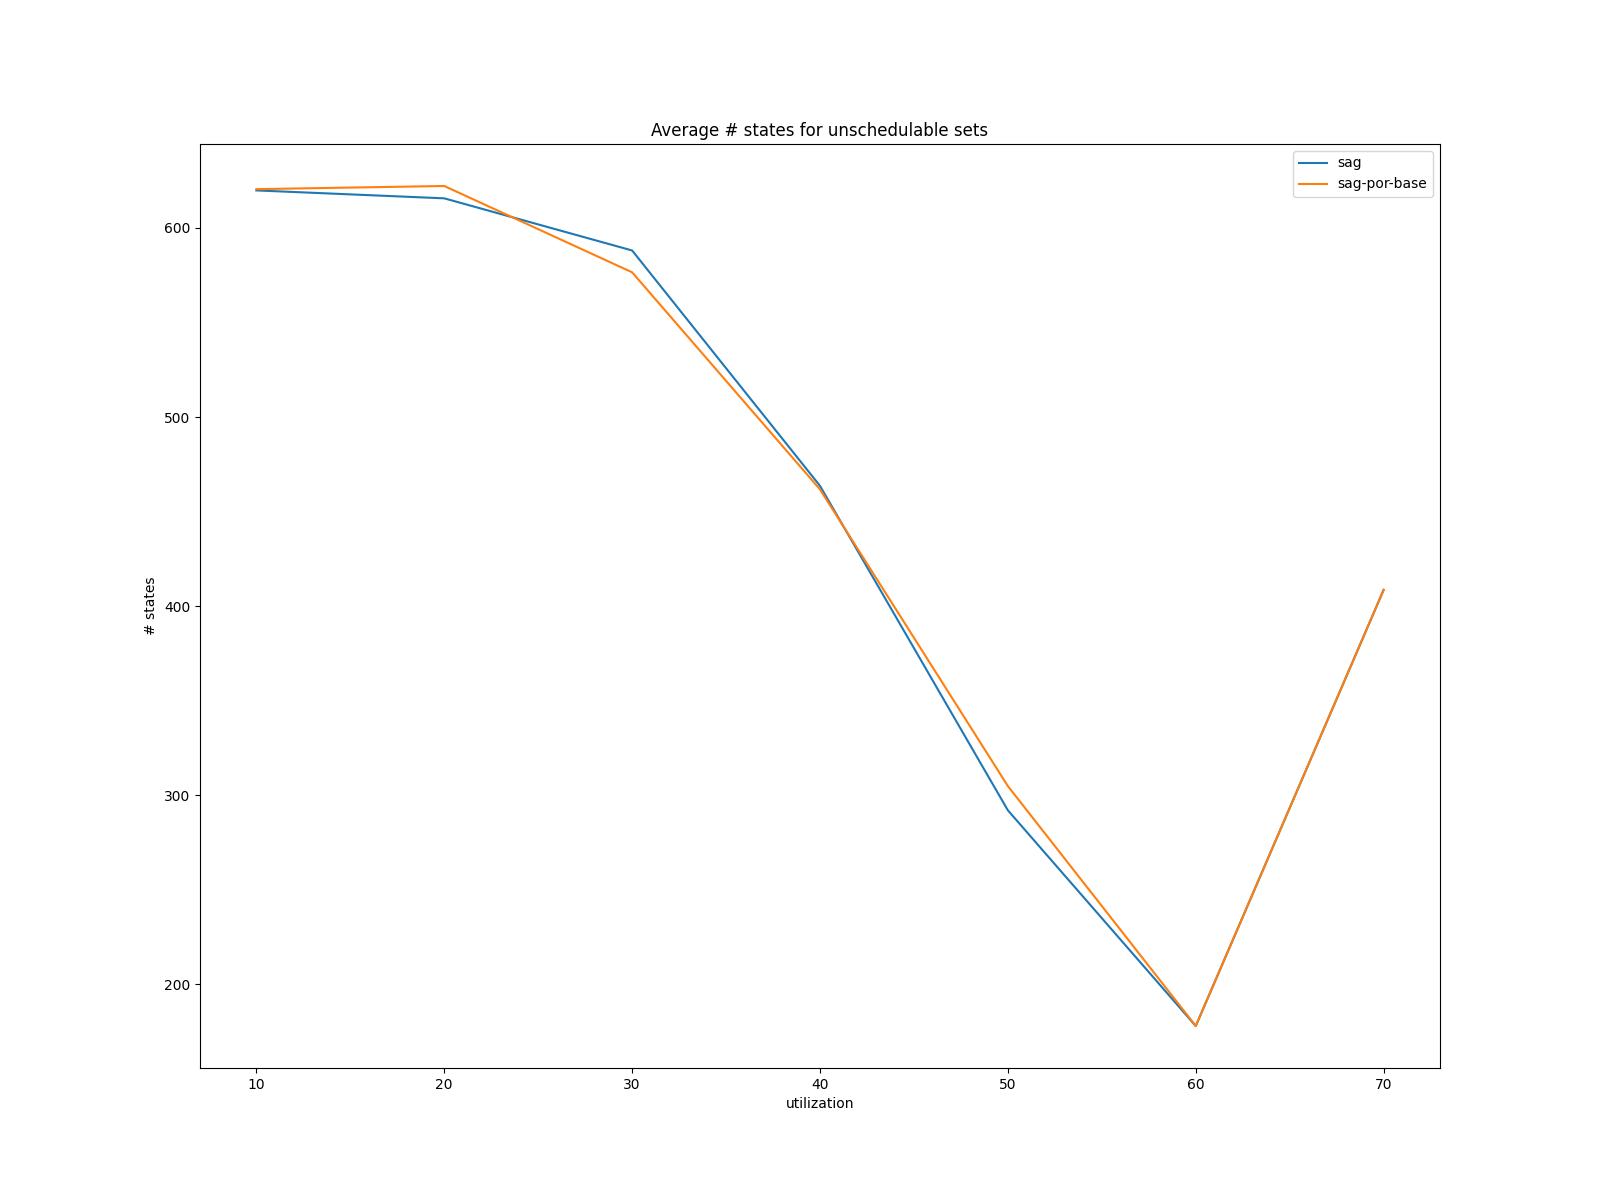 Average # states for unschedulable sets
sag
sag-por-base
600
500
400
300
200
# states
10 20 30 40 50 60 70
utilization